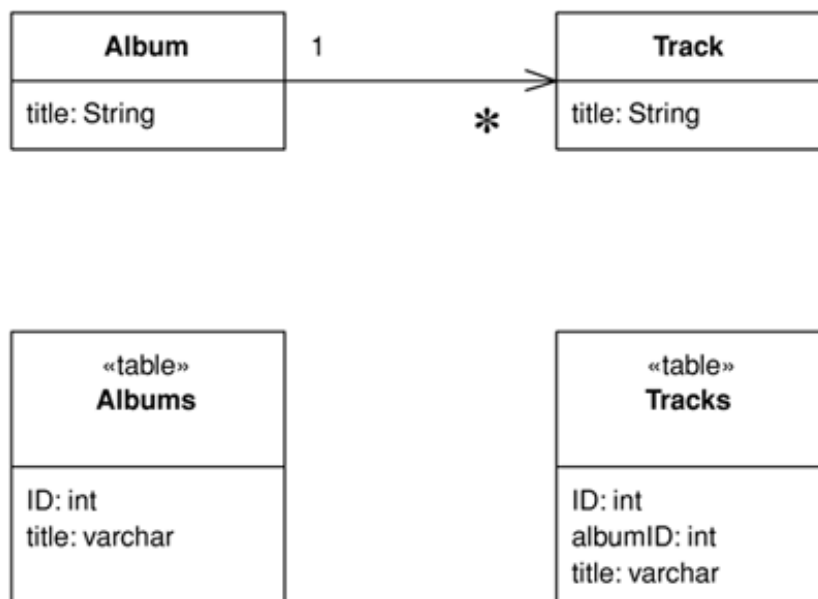 Album
1
Track
title: String
*
title: String
«table»
Albums
ID: int
title: varchar
«table»
Tracks
ID: int
albumID: int
title: varchar